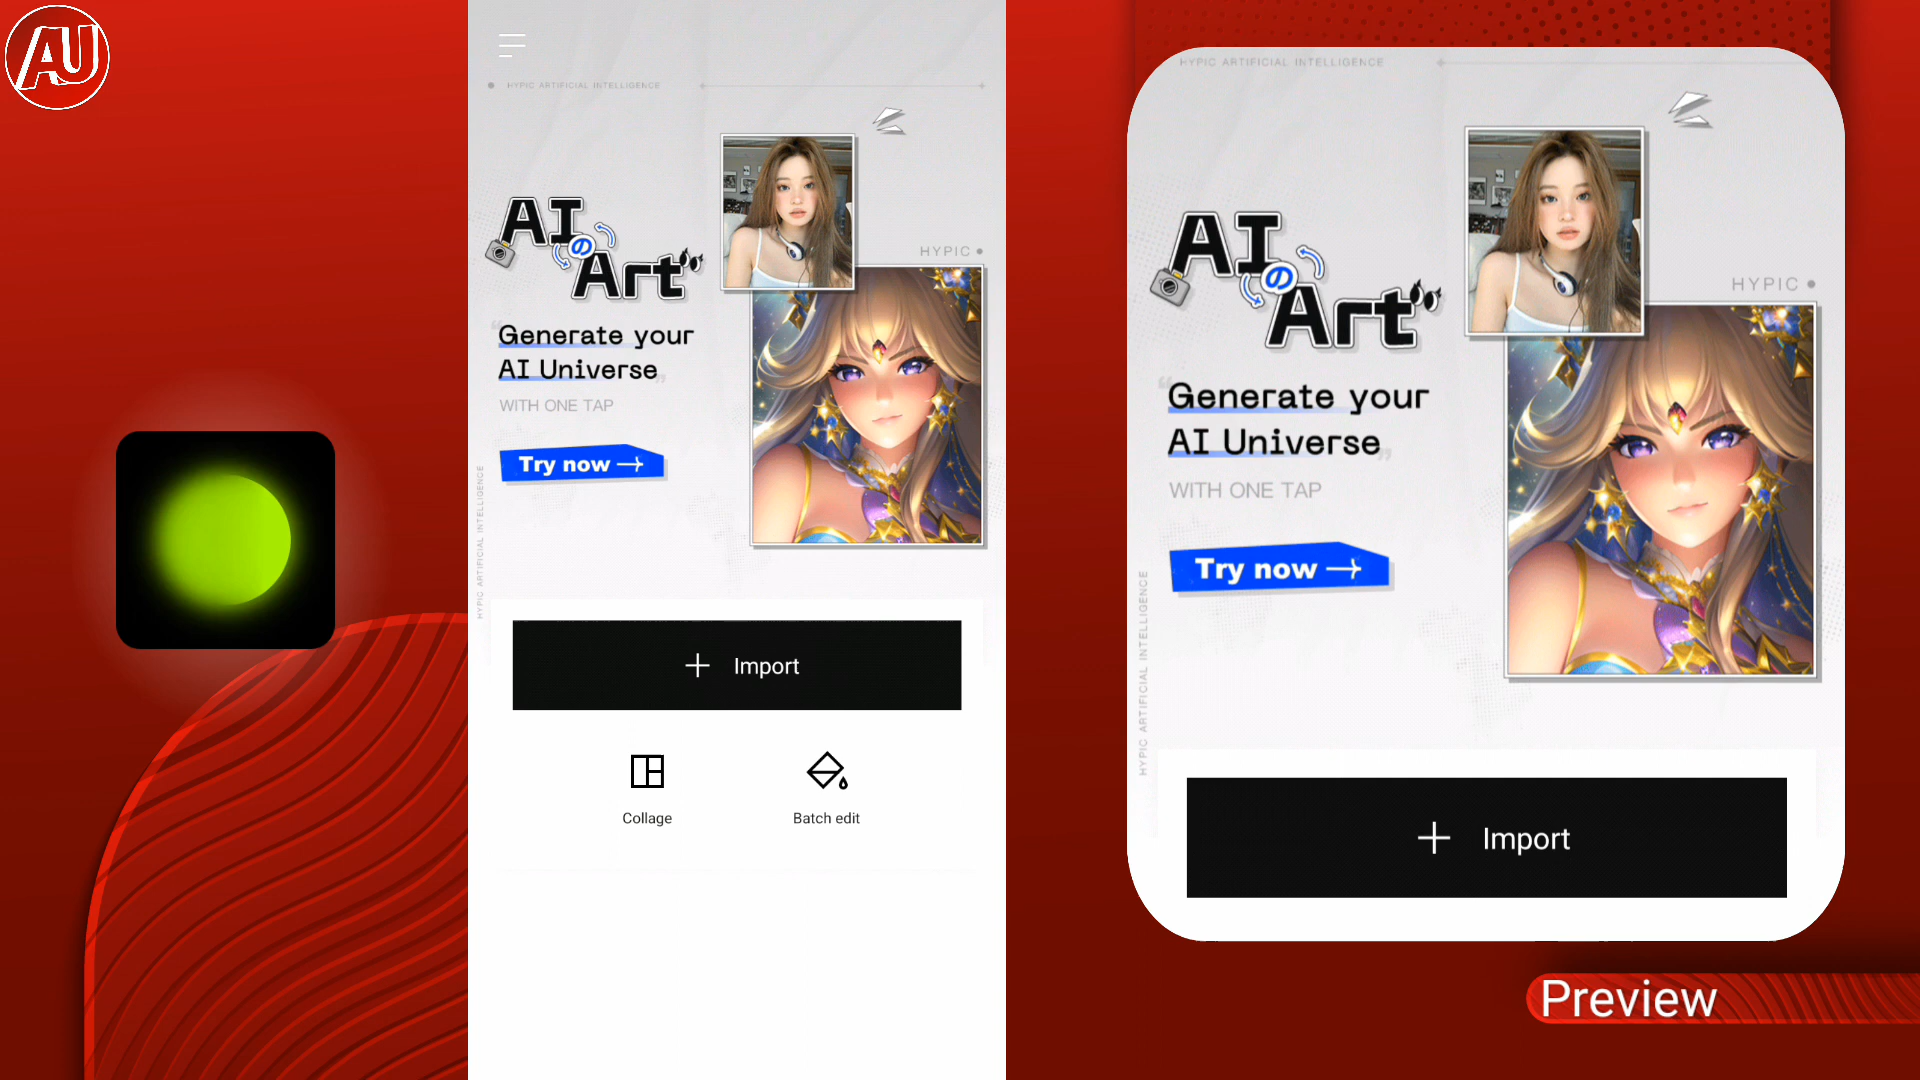 AU
HYPIC ARTIFICIAL INTELLIGENCE
AI
の
Art
HYPIC
Generate your
AI Universe
WITH ONE TAP
Try now
HYPIC ARTIFICIAL INTELLIGENCE
Import
Collage
Batch edit
HYPIC ARTIFICIAL INTELLIGENCE
AI
の
Art
HYPIC
“Generate your
AI Universe”
WITH ONE TAP
Try now
HYPIC ARTIFICIAL INTELLIGENCE
Import
Preview